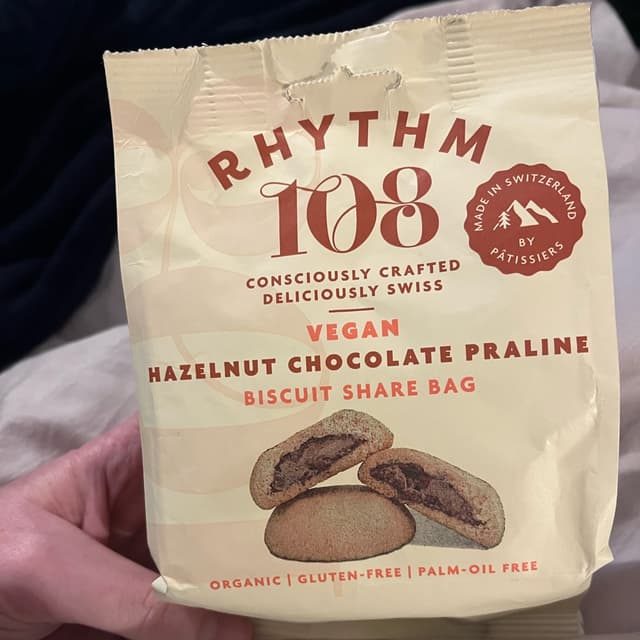 RHYTHM
108
MADE IN SWITZERLAND
BY
PÂTISSIERS
CONSCIOUSLY CRAFTED
DELICIOUSLY SWISS
VEGAN
HAZELNUT CHOCOLATE PRALINE
BISCUIT SHARE BAG
ORGANIC | GLUTEN-FREE | PALM-OIL FREE